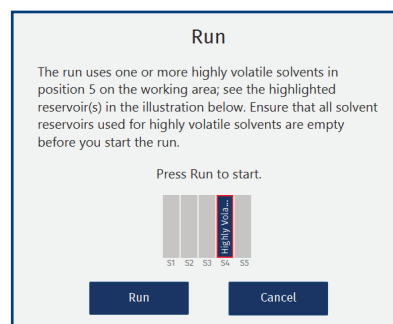 Run
The run uses one or more highly volatile solvents in
position 5 on the working area; see the highlighted
reservoir(s) in the illustration below. Ensure that all solvent
reservoirs used for highly volatile solvents are empty
before you start the run.
Press Run to start.
Highly Vola...
S1 S2 S3 S4 S5
Run Cancel